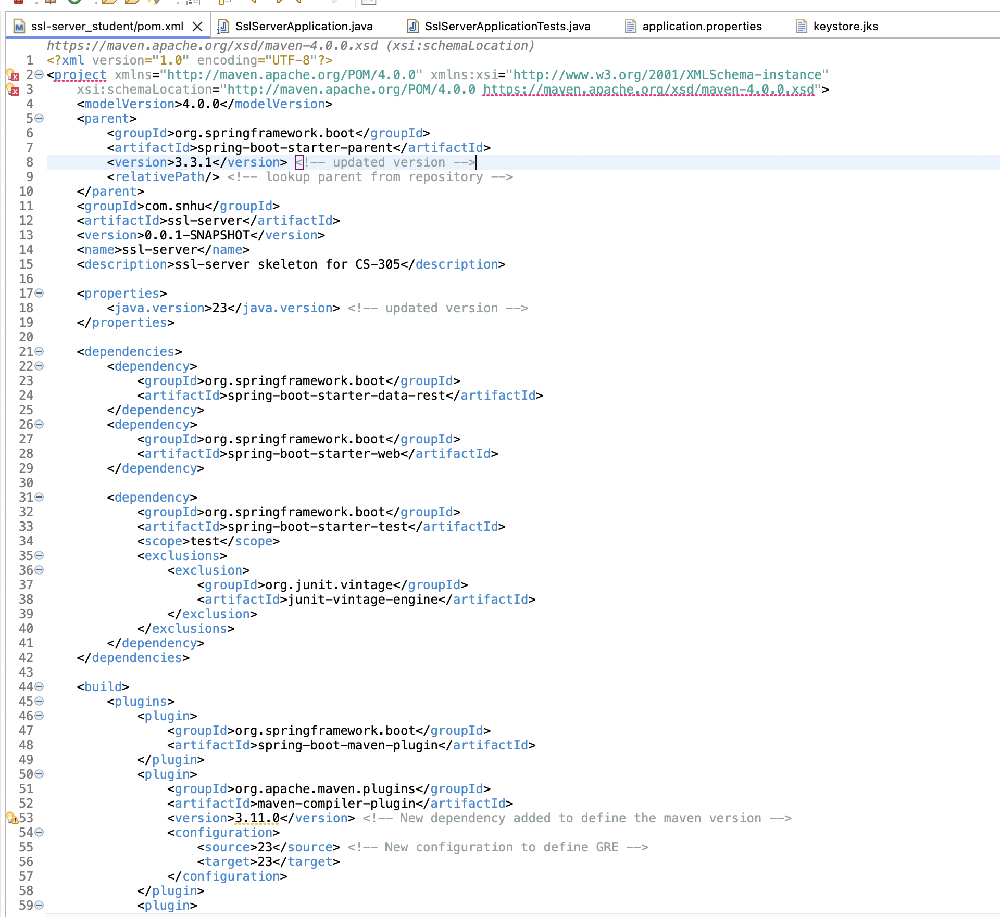 ssl-server_student/pom.xml SslServerApplication.java SslServerApplicationTests.java application.properties keystore.jks
https://maven.apache.org/xsd/maven-4.0.0.xsd (xsi:schemaLocation)
1 <?xml version="1.0" encoding="UTF-8"?>
2 <project xmlns="http://maven.apache.org/POM/4.0.0" xmlns:xsi="http://www.w3.org/2001/XMLSchema-instance"
3     xsi:schemaLocation="http://maven.apache.org/POM/4.0.0 https://maven.apache.org/xsd/maven-4.0.0.xsd">
4     <modelVersion>4.0.0</modelVersion>
5     <parent>
6         <groupId>org.springframework.boot</groupId>
7         <artifactId>spring-boot-starter-parent</artifactId>
8         <version>3.3.1</version> <!-- updated version -->
9         <relativePath/> <!-- lookup parent from repository -->
10     </parent>
11     <groupId>com.snhu</groupId>
12     <artifactId>ssl-server</artifactId>
13     <version>0.0.1-SNAPSHOT</version>
14     <name>ssl-server</name>
15     <description>ssl-server skeleton for CS-305</description>
16
17     <properties>
18         <java.version>23</java.version> <!-- updated version -->
19     </properties>
20
21     <dependencies>
22         <dependency>
23             <groupId>org.springframework.boot</groupId>
24             <artifactId>spring-boot-starter-data-rest</artifactId>
25         </dependency>
26         <dependency>
27             <groupId>org.springframework.boot</groupId>
28             <artifactId>spring-boot-starter-web</artifactId>
29         </dependency>
30
31         <dependency>
32             <groupId>org.springframework.boot</groupId>
33             <artifactId>spring-boot-starter-test</artifactId>
34             <scope>test</scope>
35             <exclusions>
36                 <exclusion>
37                     <groupId>org.junit.vintage</groupId>
38                     <artifactId>junit-vintage-engine</artifactId>
39                 </exclusion>
40             </exclusions>
41         </dependency>
42     </dependencies>
43
44     <build>
45         <plugins>
46             <plugin>
47                 <groupId>org.springframework.boot</groupId>
48                 <artifactId>spring-boot-maven-plugin</artifactId>
49             </plugin>
50             <plugin>
51                 <groupId>org.apache.maven.plugins</groupId>
52                 <artifactId>maven-compiler-plugin</artifactId>
53                 <version>3.11.0</version> <!-- New dependency added to define the maven version -->
54                 <configuration>
55                     <source>23</source> <!-- New configuration to define GRE -->
56                     <target>23</target>
57                 </configuration>
58             </plugin>
59             <plugin>